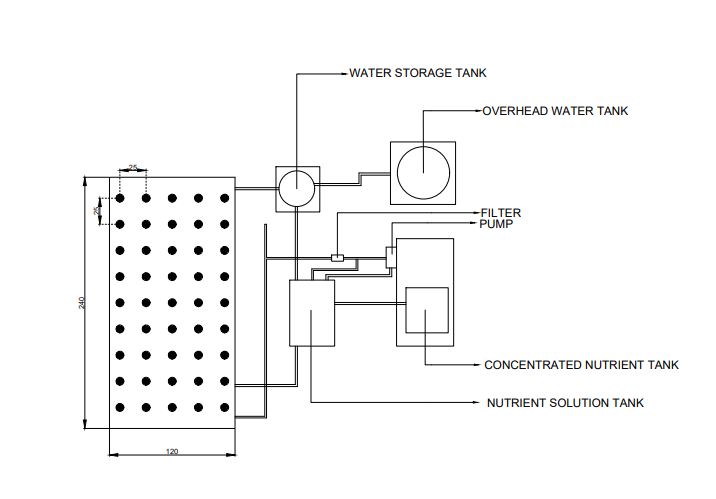 WATER STORAGE TANK
OVERHEAD WATER TANK
25
25
FILTER
PUMP
240
CONCENTRATED NUTRIENT TANK
NUTRIENT SOLUTION TANK
120